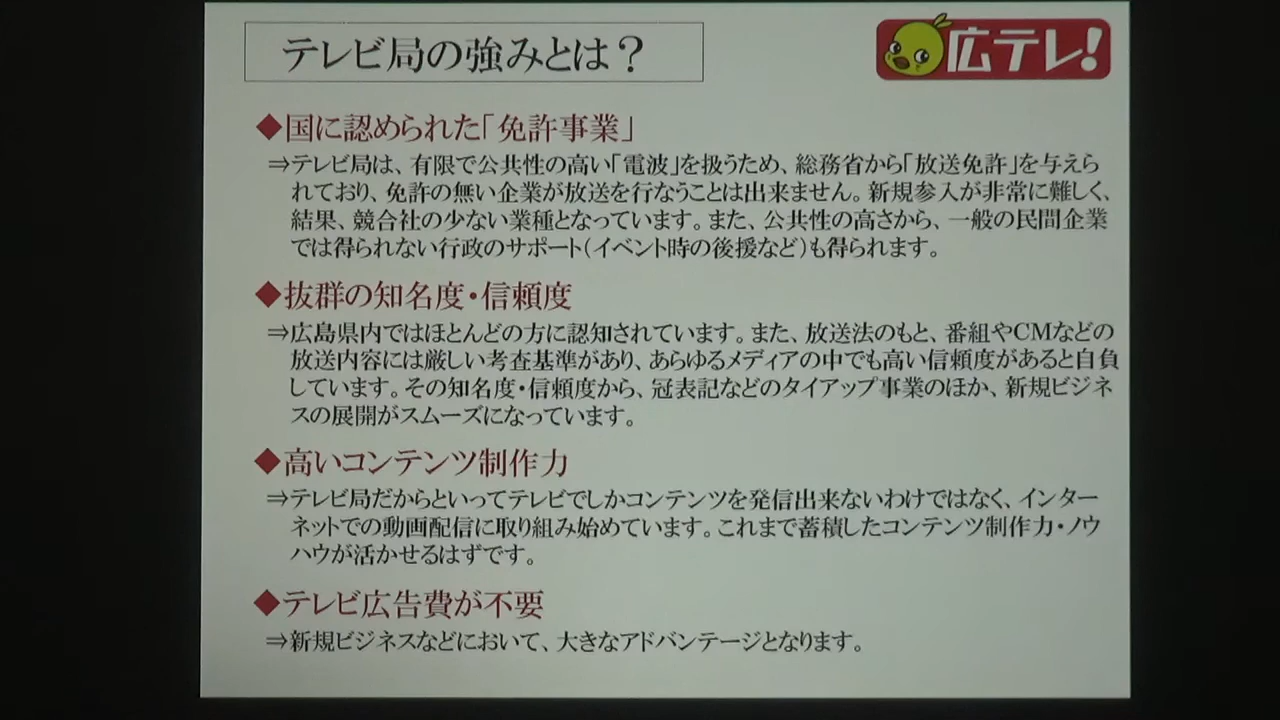 テレビ局の強みとは？
広テレ!
◆国に認められた「免許事業」
⇒テレビ局は、有限で公共性の高い「電波」を扱うため、総務省から「放送免許」を与えら
れており、免許の無い企業が放送を行なうことは出来ません。新規参入が非常に難しく、
結果、競合社の少ない業種となっています。また、公共性の高さから、一般の民間企業
では得られない行政のサポート（イベント時の後援など）も得られます。
◆抜群の知名度・信頼度
⇒広島県内ではほとんどの方に認知されています。また、放送法のもと、番組やCMなどの
放送内容には厳しい考査基準があり、あらゆるメディアの中でも高い信頼度があると自負
しています。その知名度・信頼度から、冠表記などのタイアップ事業のほか、新規ビジネ
スの展開がスムーズになっています。
◆高いコンテンツ制作力
⇒テレビ局だからといってテレビでしかコンテンツを発信出来ないわけではなく、インター
ネットでの動画配信に取り組み始めています。これまで蓄積したコンテンツ制作力・ノウ
ハウが活かせるはずです。
◆テレビ広告費が不要
⇒新規ビジネスなどにおいて、大きなアドバンテージとなります。